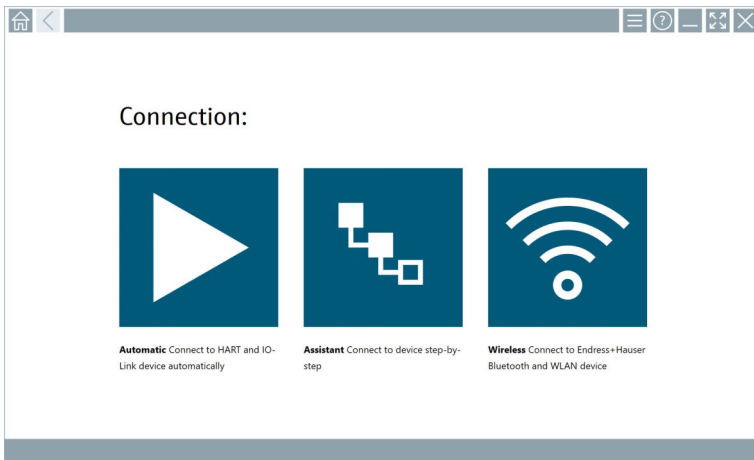 Connection:
Automatic Connect to HART and IO-
Link device automatically
Assistant Connect to device step-by-
step
Wireless Connect to Endress+Hauser
Bluetooth and WLAN device